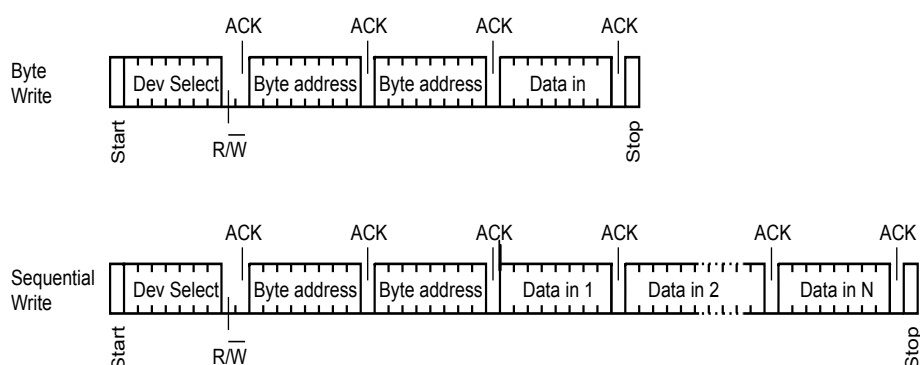 ACK ACK ACK ACK
Byte
Write
Dev Select Byte address Byte address Data in
Start
R/W̅
Stop
ACK ACK ACK ACK ACK ACK
Sequential
Write
Dev Select Byte address Byte address Data in 1 Data in 2 Data in N
Start
R/W̅
Stop